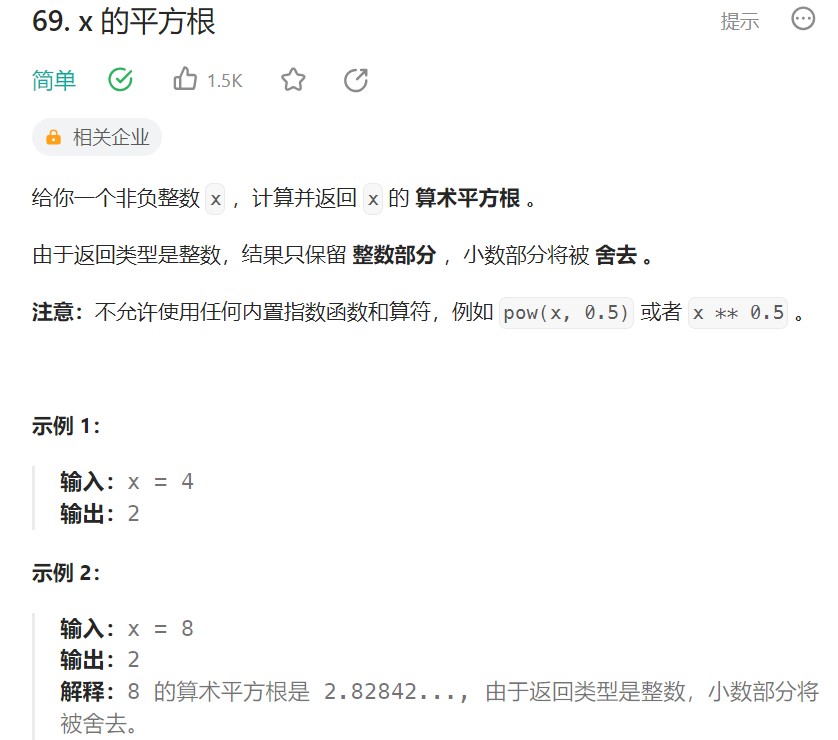 69. x 的平方根
提示
简单
1.5K
相关企业
给你一个非负整数 x ，计算并返回 x 的 算术平方根 。
由于返回类型是整数，结果只保留 整数部分 ，小数部分将被 舍去 。
注意：不允许使用任何内置指数函数和算符，例如 pow(x, 0.5) 或者 x ** 0.5 。
示例 1：
输入：x = 4
输出：2
示例 2：
输入：x = 8
输出：2
解释：8 的算术平方根是 2.82842..., 由于返回类型是整数，小数部分将
被舍去。